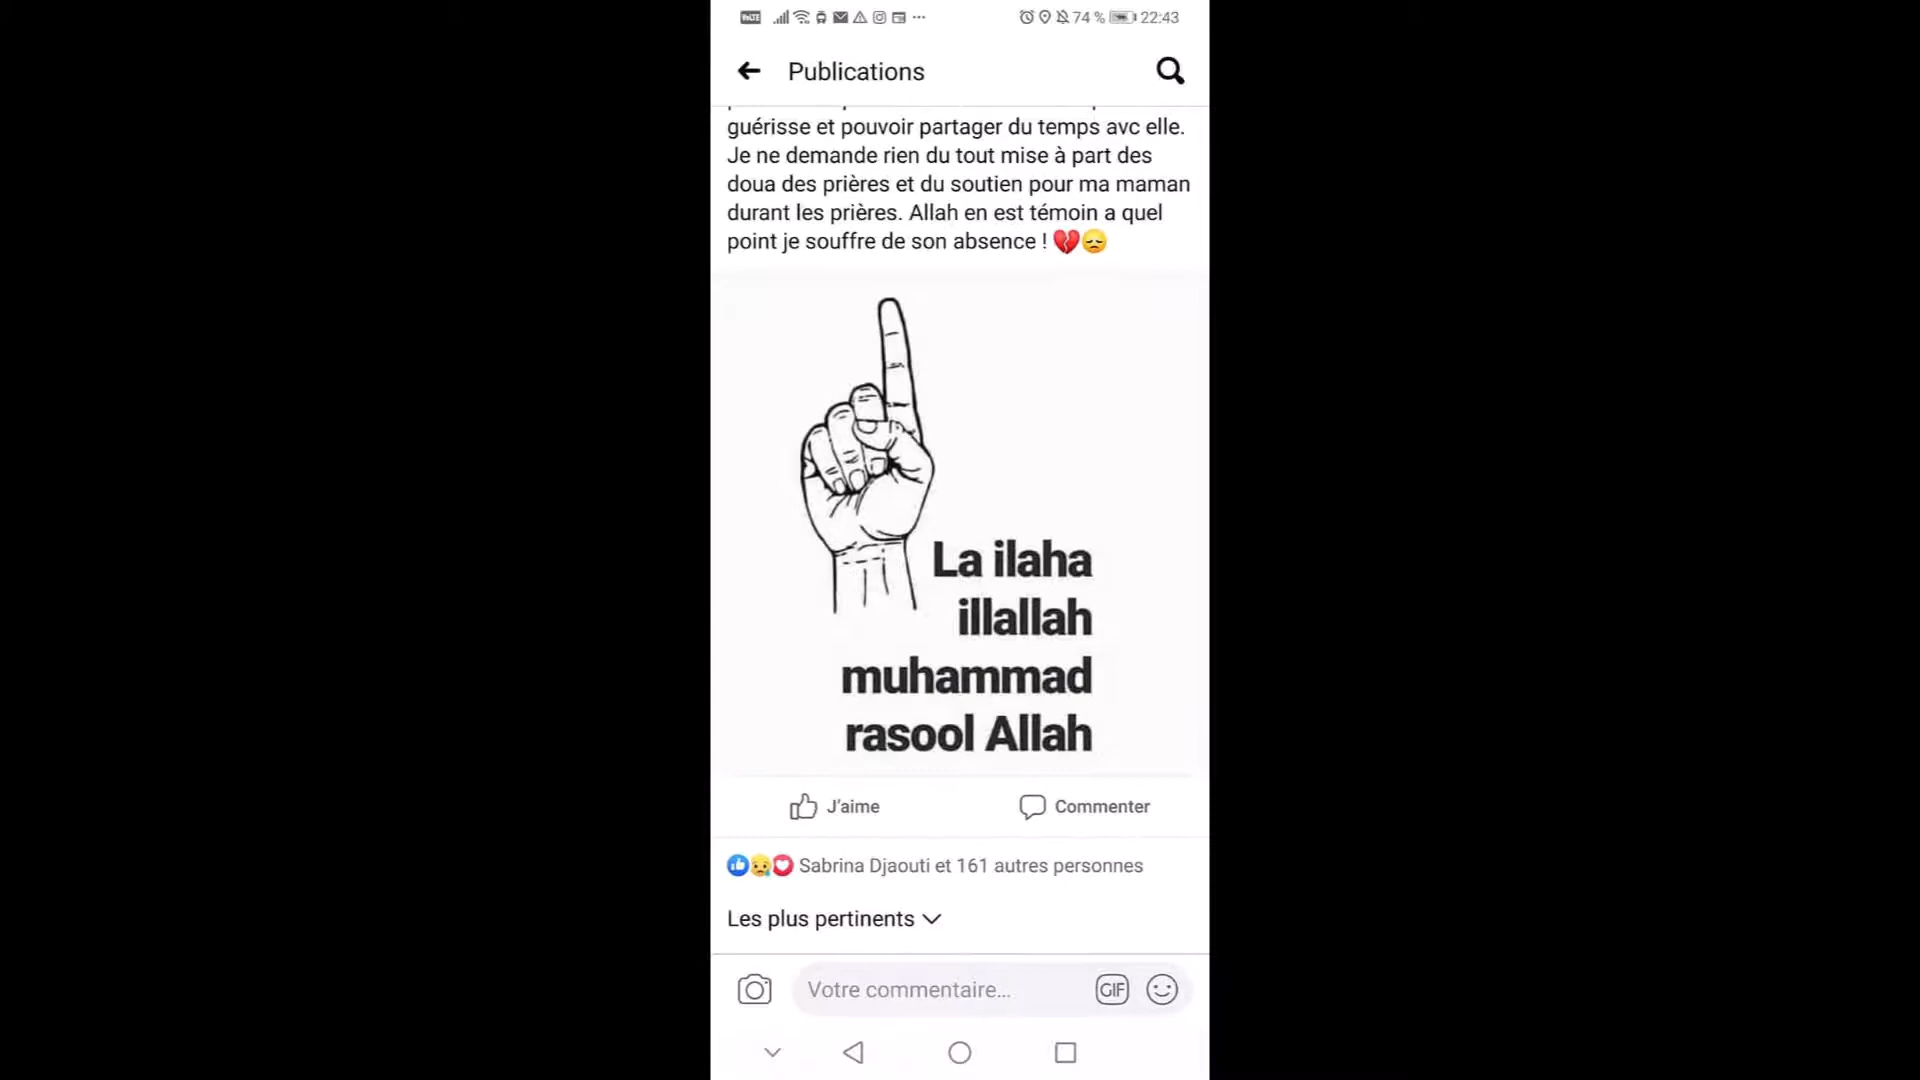 VoLTE 74 % 22:43
Publications
guérisse et pouvoir partager du temps avc elle.
Je ne demande rien du tout mise à part des
doua des prières et du soutien pour ma maman
durant les prières. Allah en est témoin a quel
point je souffre de son absence ! 💔😞
La ilaha
illallah
muhammad
rasool Allah
J'aime Commenter
Sabrina Djaouti et 161 autres personnes
Les plus pertinents
Votre commentaire... GIF